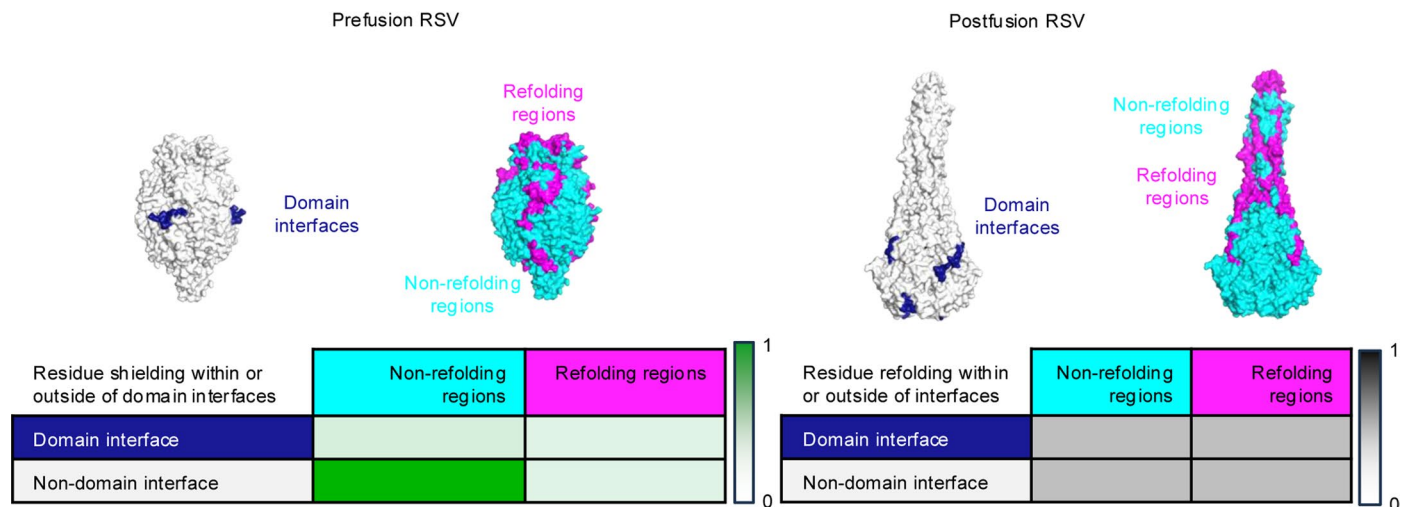 Prefusion RSV
Postfusion RSV
Refolding
regions
Domain
interfaces
Non-refolding
regions
Non-refolding
regions
Refolding
regions
Domain
interfaces
Residue shielding within or
outside of domain interfaces
Non-refolding
regions
Refolding regions
Domain interface
Non-domain interface
1
0
Residue refolding within
or outside of interfaces
Non-refolding
regions
Refolding
regions
Domain interface
Non-domain interface
1
0